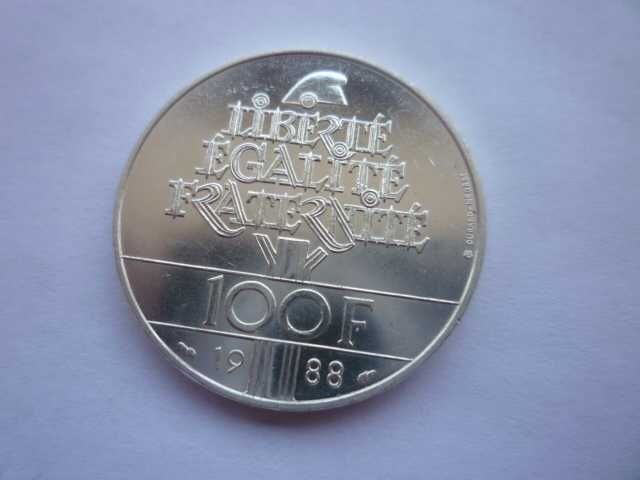 LIBERTÉ
ÉGALITÉ
FRATERNITÉ
100F
19 88